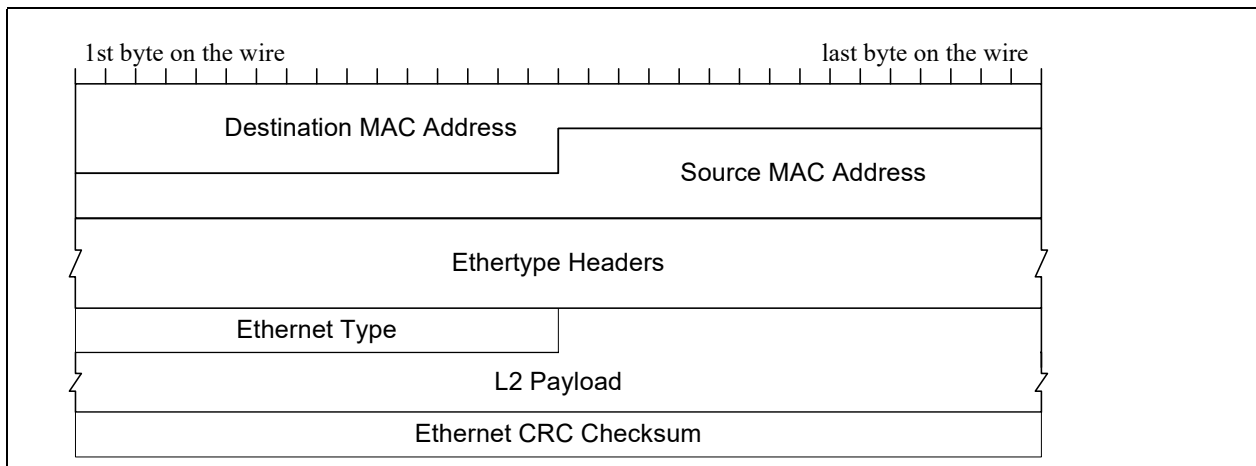 1st byte on the wire last byte on the wire
Destination MAC Address
Source MAC Address
Ethertype Headers
Ethernet Type
L2 Payload
Ethernet CRC Checksum